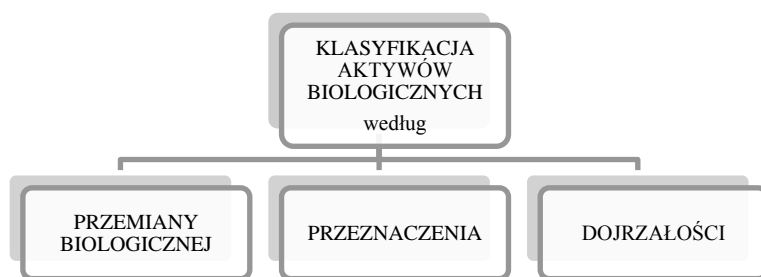 KLASYFIKACJA
AKTYWÓW
BIOLOGICZNYCH
według
PRZEMIANY
BIOLOGICZNEJ
PRZEZNACZENIA
DOJRZAŁOŚCI